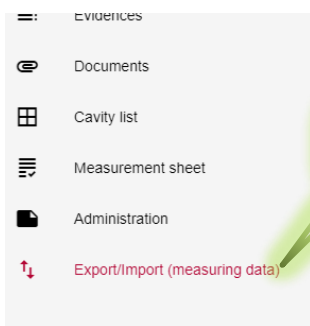 Evidences
Documents
Cavity list
Measurement sheet
Administration
Export/Import (measuring data)